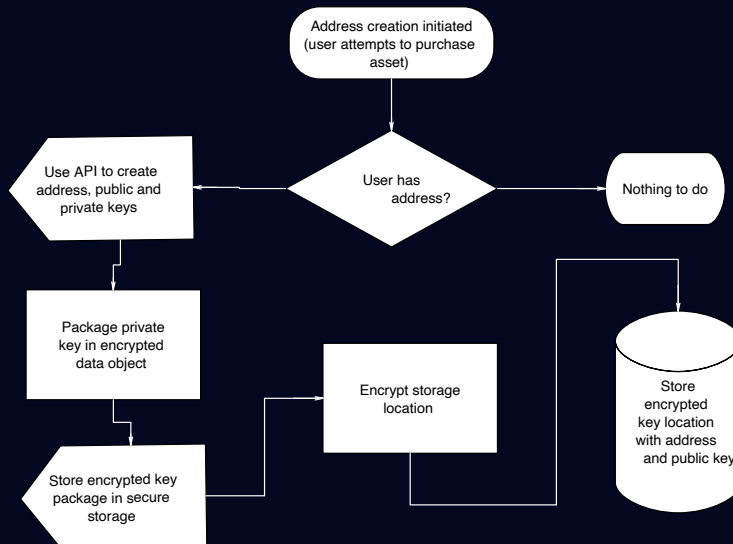 Address creation initiated
(user attempts to purchase
asset)
Use API to create
address, public and
private keys
User has
address?
Nothing to do
Package private
key in encrypted
data object
Encrypt storage
location
Store
encrypted
key location
with address
and public key
Store encrypted key
package in secure
storage